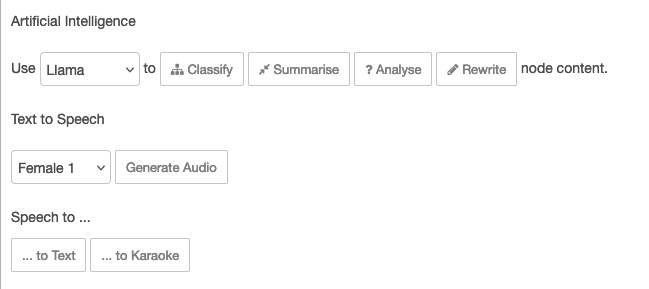 Artificial Intelligence
Use Llama to Classify Summarise ? Analyse Rewrite node content.
Text to Speech
Female 1 Generate Audio
Speech to ...
... to Text ... to Karaoke